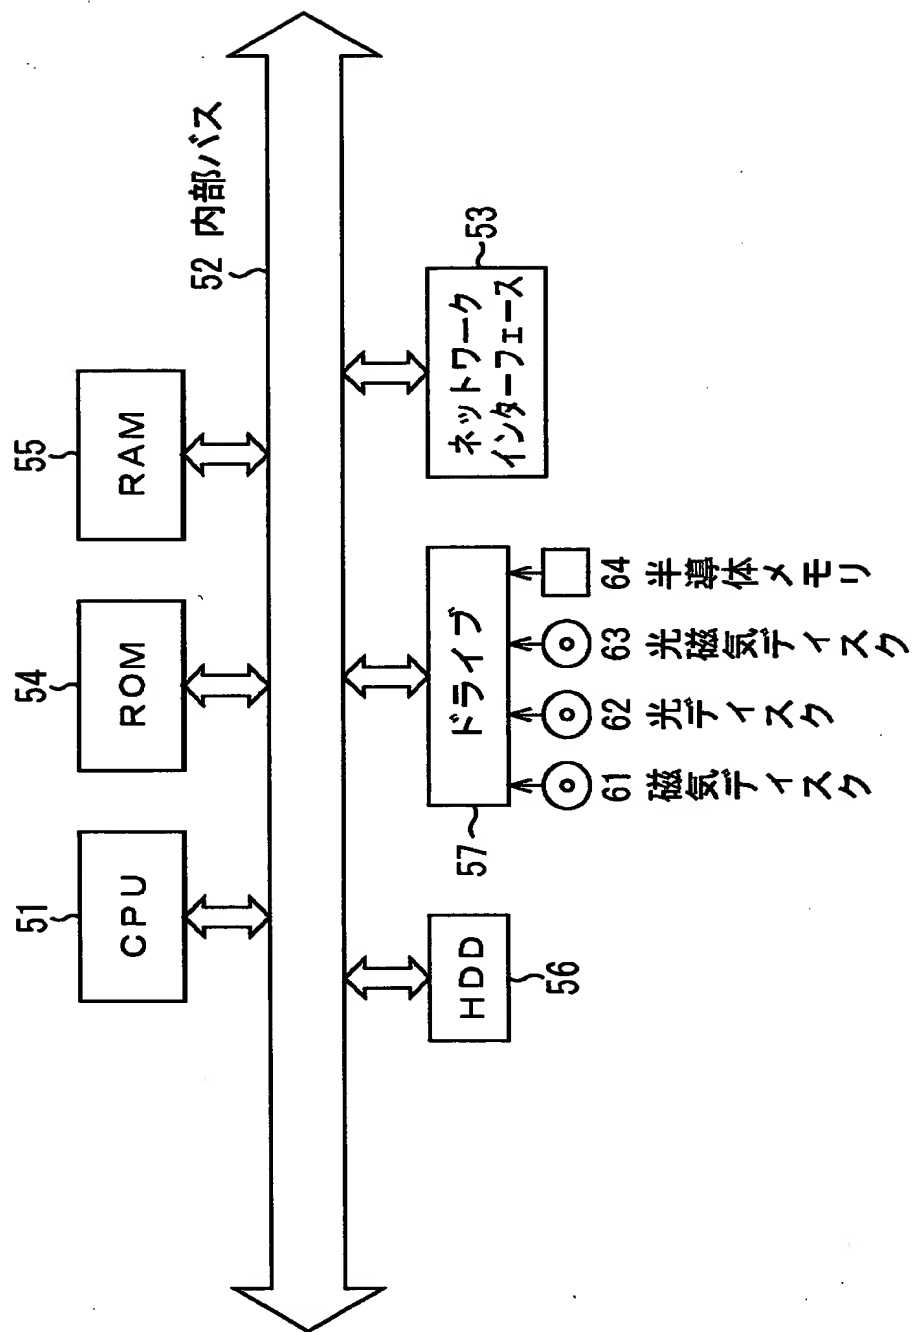 51
54
55
CPU
ROM
RAM
52 内部バス
HDD
ドライブ
ネットワーク
インターフェース
56
57
53
61 磁気ディスク
62 光ディスク
63 光磁気ディスク
64 半導体メモリ